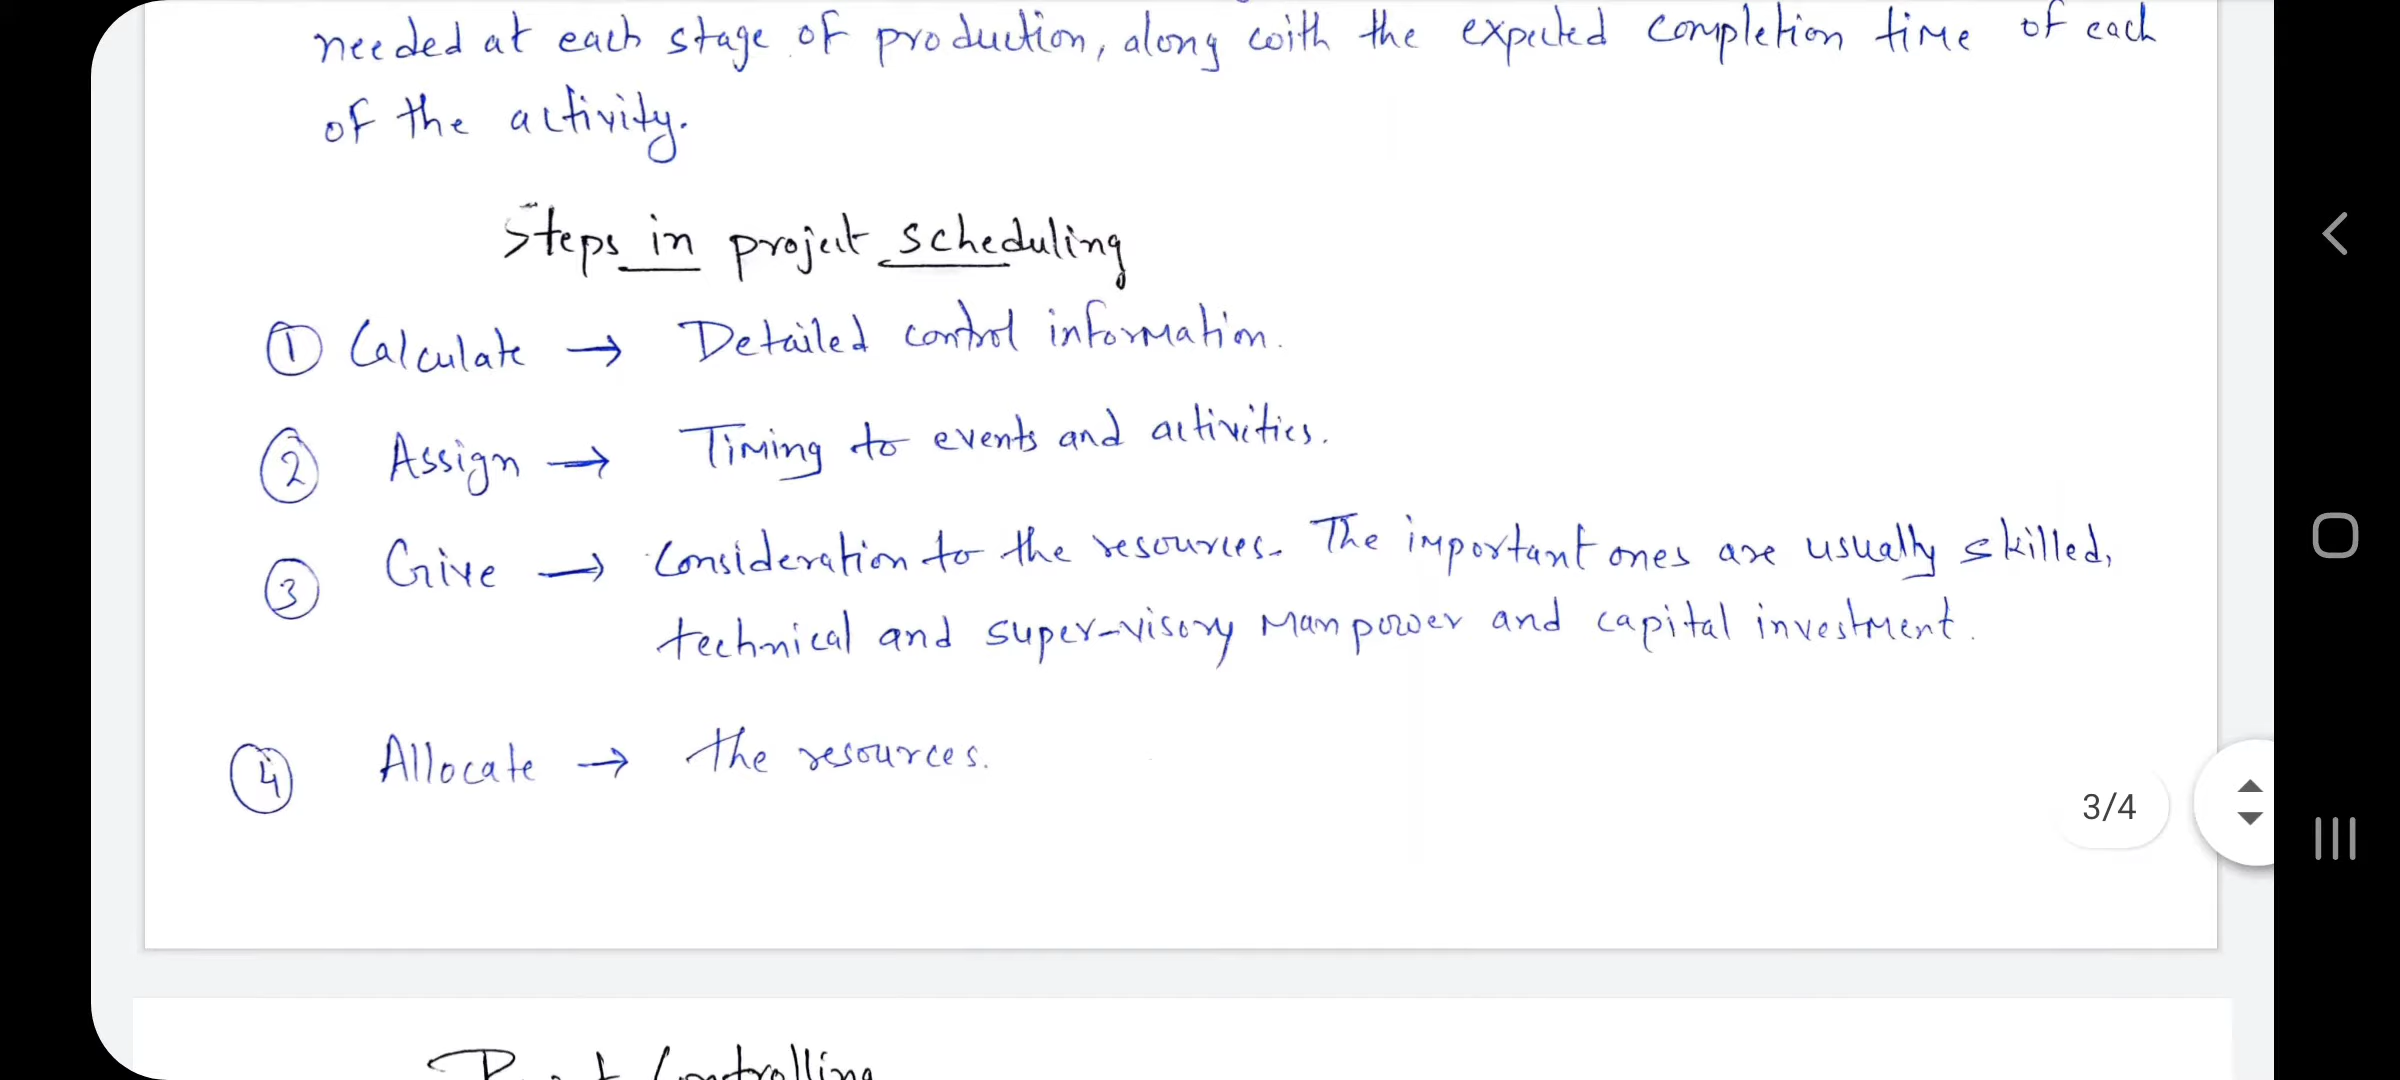 needed at each stage of production, along with the expected completion time of each
of the activity.
Steps in project scheduling
① Calculate → Detailed control information.
② Assign → Timing to events and activities.
③ Give → Consideration to the resources. The important ones are usually skilled,
technical and super-visory manpower and capital investment.
④ Allocate → the resources.
3/4
Controlling